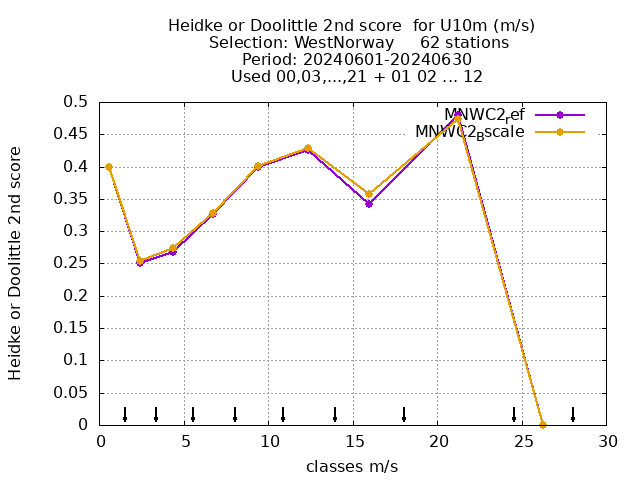 Heidke or Doolittle 2nd score  for U10m (m/s)
Selection: WestNorway     62 stations
Period: 20240601-20240630
Used 00,03,...,21 + 01 02 ... 12
MNWC2_ref
MNWC2_Bscale
Heidke or Doolittle 2nd score
0.5
0.45
0.4
0.35
0.3
0.25
0.2
0.15
0.1
0.05
0
0 5 10 15 20 25 30
classes m/s